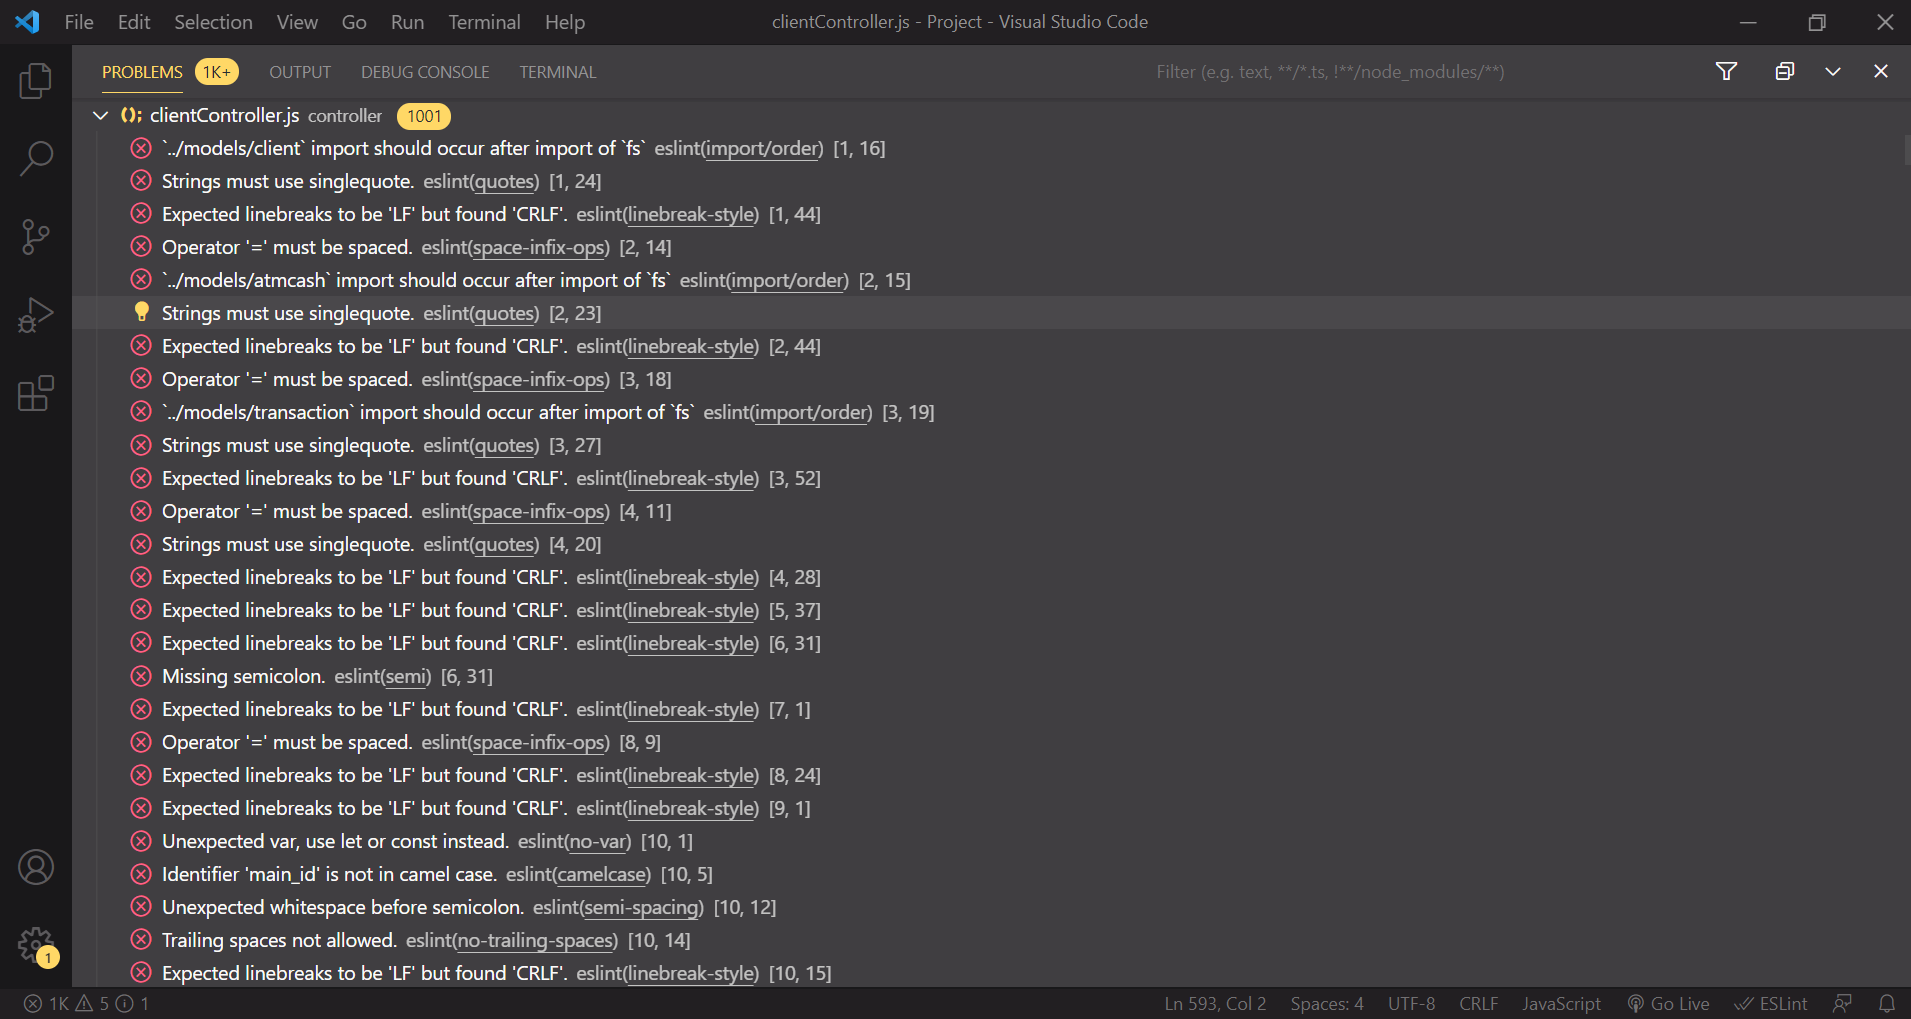 File Edit Selection View Go Run Terminal Help clientController.js - Project - Visual Studio Code
PROBLEMS 1K+ OUTPUT DEBUG CONSOLE TERMINAL Filter (e.g. text, **/*.ts, !**/node_modules/**)
clientController.js controller 1001
`../models/client` import should occur after import of `fs` eslint(import/order) [1, 16]
Strings must use singlequote. eslint(quotes) [1, 24]
Expected linebreaks to be 'LF' but found 'CRLF'. eslint(linebreak-style) [1, 44]
Operator '=' must be spaced. eslint(space-infix-ops) [2, 14]
`../models/atmcash` import should occur after import of `fs` eslint(import/order) [2, 15]
Strings must use singlequote. eslint(quotes) [2, 23]
Expected linebreaks to be 'LF' but found 'CRLF'. eslint(linebreak-style) [2, 44]
Operator '=' must be spaced. eslint(space-infix-ops) [3, 18]
`../models/transaction` import should occur after import of `fs` eslint(import/order) [3, 19]
Strings must use singlequote. eslint(quotes) [3, 27]
Expected linebreaks to be 'LF' but found 'CRLF'. eslint(linebreak-style) [3, 52]
Operator '=' must be spaced. eslint(space-infix-ops) [4, 11]
Strings must use singlequote. eslint(quotes) [4, 20]
Expected linebreaks to be 'LF' but found 'CRLF'. eslint(linebreak-style) [4, 28]
Expected linebreaks to be 'LF' but found 'CRLF'. eslint(linebreak-style) [5, 37]
Expected linebreaks to be 'LF' but found 'CRLF'. eslint(linebreak-style) [6, 31]
Missing semicolon. eslint(semi) [6, 31]
Expected linebreaks to be 'LF' but found 'CRLF'. eslint(linebreak-style) [7, 1]
Operator '=' must be spaced. eslint(space-infix-ops) [8, 9]
Expected linebreaks to be 'LF' but found 'CRLF'. eslint(linebreak-style) [8, 24]
Expected linebreaks to be 'LF' but found 'CRLF'. eslint(linebreak-style) [9, 1]
Unexpected var, use let or const instead. eslint(no-var) [10, 1]
Identifier 'main_id' is not in camel case. eslint(camelcase) [10, 5]
Unexpected whitespace before semicolon. eslint(semi-spacing) [10, 12]
Trailing spaces not allowed. eslint(no-trailing-spaces) [10, 14]
Expected linebreaks to be 'LF' but found 'CRLF'. eslint(linebreak-style) [10, 15]
1
1K 5 1 Ln 593, Col 2 Spaces: 4 UTF-8 CRLF JavaScript Go Live ESLint